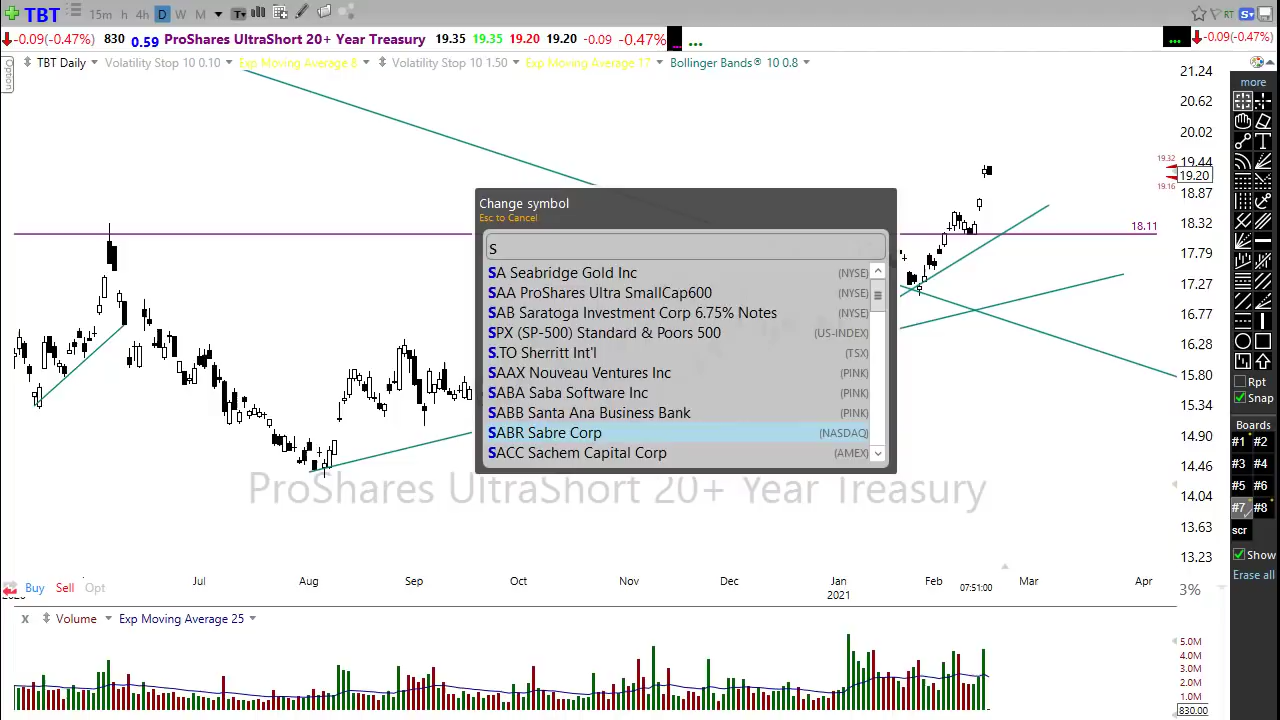 TBT 15m h 4h D W M T RT S
-0.09(-0.47%) 830 0.59 ProShares UltraShort 20+ Year Treasury 19.35 19.35 19.20 19.20 -0.09 -0.47% ... ... ... -0.09(-0.47%)
Option
TBT Daily Volatility Stop 10 0.10 Exp Moving Average 8 Volatility Stop 10 1.50 Exp Moving Average 17 Bollinger Bands® 10 0.8
21.24
20.62
20.02
19.44
19.32
19.20
19.16
18.87
18.32
18.11
17.79
17.27
16.77
16.28
15.80
15.34
14.90
14.46
14.04
13.63
13.23
more
T
Rpt
Snap
Boards
#1 #2
#3 #4
#5 #6
#7 #8
scr
Show
Erase all
Change symbol
Esc to Cancel
s
SA Seabridge Gold Inc (NYSE)
SAA ProShares Ultra SmallCap600 (NYSE)
SAB Saratoga Investment Corp 6.75% Notes (NYSE)
SPX (SP-500) Standard & Poors 500 (US-INDEX)
S.TO Sherritt Int'l (TSX)
SAAX Nouveau Ventures Inc (PINK)
SABA Saba Software Inc (PINK)
SABB Santa Ana Business Bank (PINK)
SABR Sabre Corp (NASDAQ)
SACC Sachem Capital Corp (AMEX)
ProShares UltraShort 20+ Year Treasury
Jul Aug Sep Oct Nov Dec Jan Feb Mar Apr
2021 07:51:00
Buy Sell Opt
3%
x Volume Exp Moving Average 25
5.0M
4.0M
3.0M
2.0M
1.0M
830.00